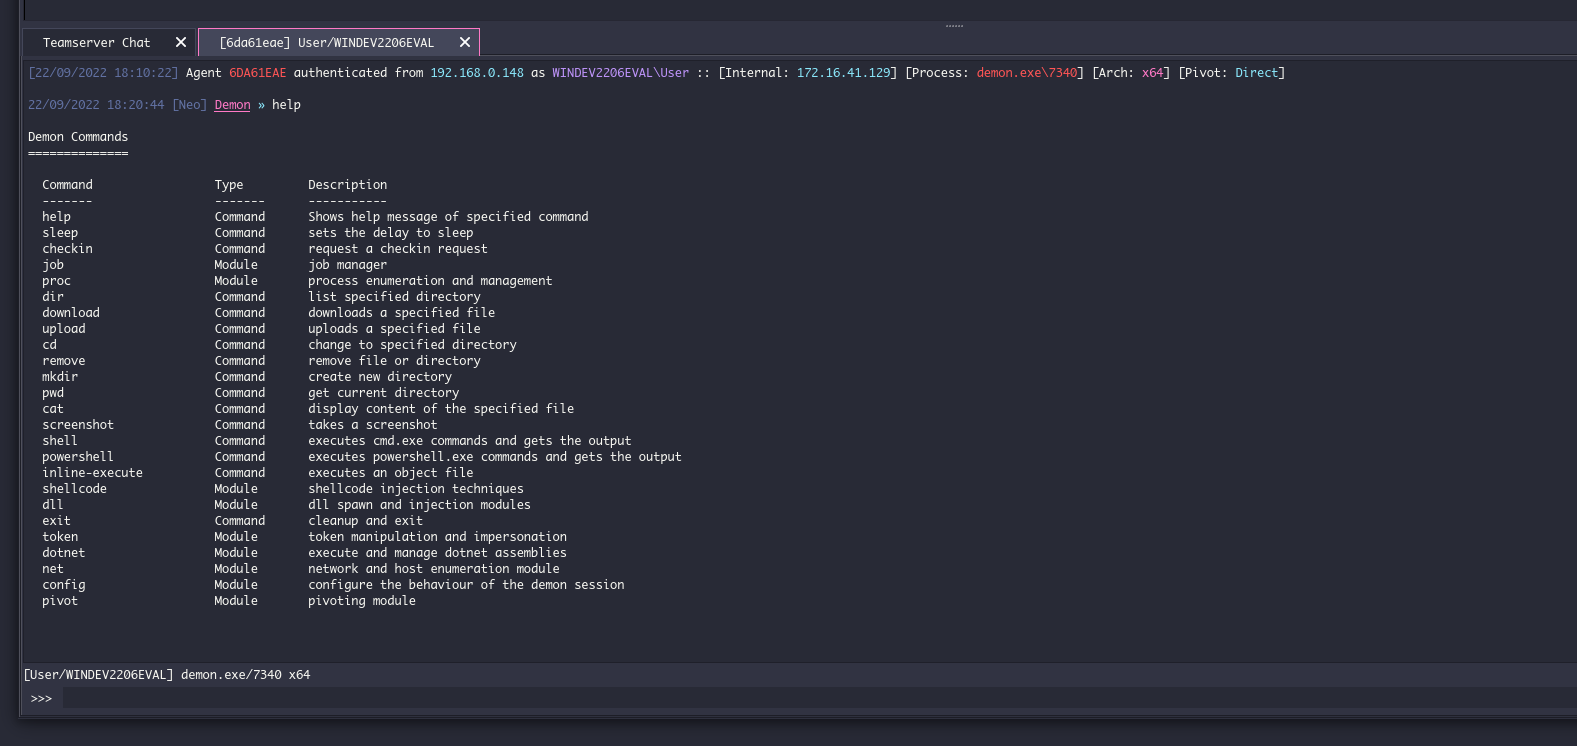 Teamserver Chat ✕ [6da61eae] User/WINDEV2206EVAL ✕
[22/09/2022 18:10:22] Agent 6DA61EAE authenticated from 192.168.0.148 as WINDEV2206EVAL\User :: [Internal: 172.16.41.129] [Process: demon.exe\7340] [Arch: x64] [Pivot: Direct]
22/09/2022 18:20:44 [Neo] Demon » help
Demon Commands
==============
Command Type Description
------- ------- -----------
help Command Shows help message of specified command
sleep Command sets the delay to sleep
checkin Command request a checkin request
job Module job manager
proc Module process enumeration and management
dir Command list specified directory
download Command downloads a specified file
upload Command uploads a specified file
cd Command change to specified directory
remove Command remove file or directory
mkdir Command create new directory
pwd Command get current directory
cat Command display content of the specified file
screenshot Command takes a screenshot
shell Command executes cmd.exe commands and gets the output
powershell Command executes powershell.exe commands and gets the output
inline-execute Command executes an object file
shellcode Module shellcode injection techniques
dll Module dll spawn and injection modules
exit Command cleanup and exit
token Module token manipulation and impersonation
dotnet Module execute and manage dotnet assemblies
net Module network and host enumeration module
config Module configure the behaviour of the demon session
pivot Module pivoting module
[User/WINDEV2206EVAL] demon.exe/7340 x64
>>>